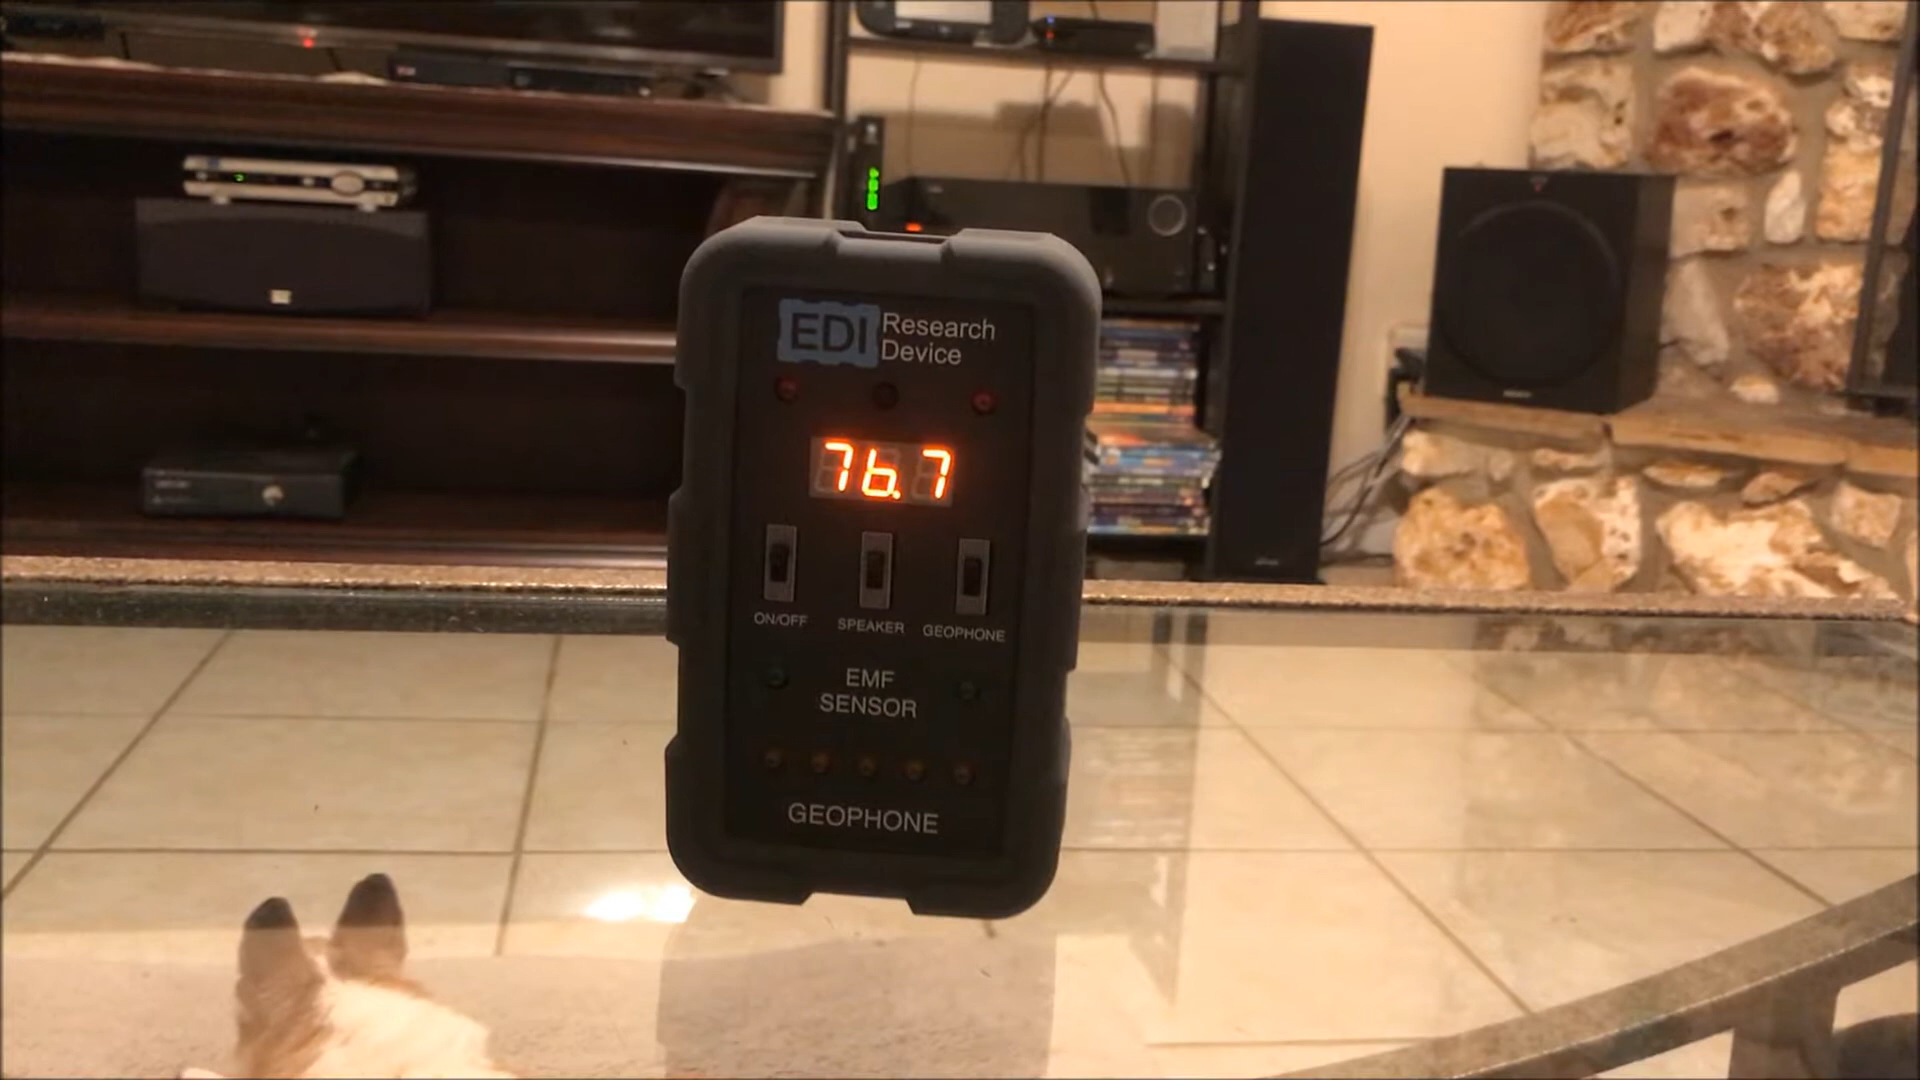 EDI Research
Device
76.7
ON/OFF SPEAKER GEOPHONE
EMF
SENSOR
GEOPHONE